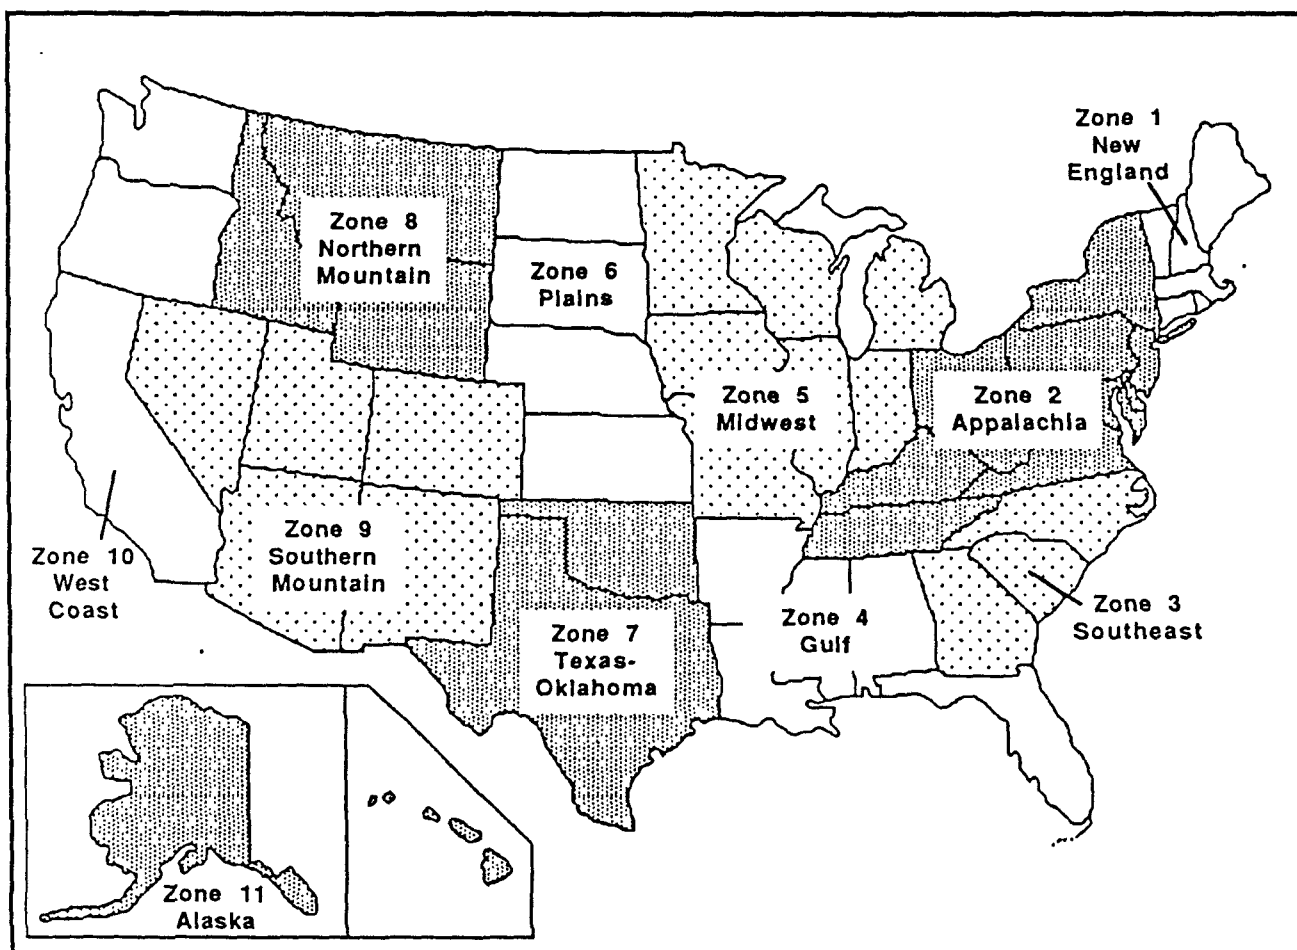 Zone 1
New
England
Zone 8
Northern
Mountain
Zone 6
Plains
Zone 5
Midwest
Zone 2
Appalachia
Zone 9
Southern
Mountain
Zone 10
West
Coast
Zone 7
Texas-
Oklahoma
Zone 4
Gulf
Zone 3
Southeast
Zone 11
Alaska